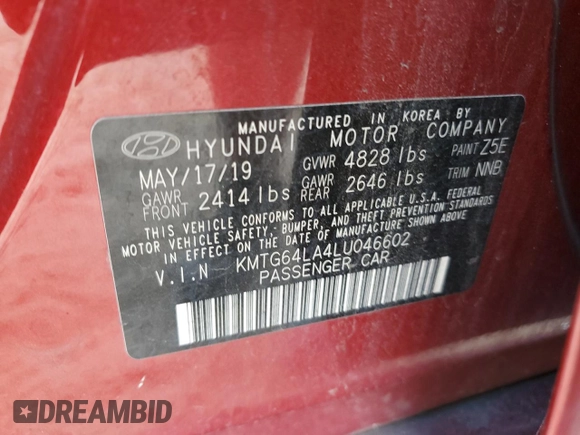 MANUFACTURED IN KOREA BY
HYUNDAI MOTOR COMPANY
MAY/17/19 GVWR 4828 lbs PAINT Z5E
GAWR FRONT 2414 lbs GAWR REAR 2646 lbs TRIM NNB
THIS VEHICLE CONFORMS TO ALL APPLICABLE U.S.A. FEDERAL
MOTOR VEHICLE SAFETY, BUMPER, AND THEFT PREVENTION STANDARDS
IN EFFECT ON THE DATE OF MANUFACTURE SHOWN ABOVE
V.I.N KMTG64LA4LU046602
PASSENGER CAR
DREAMBID